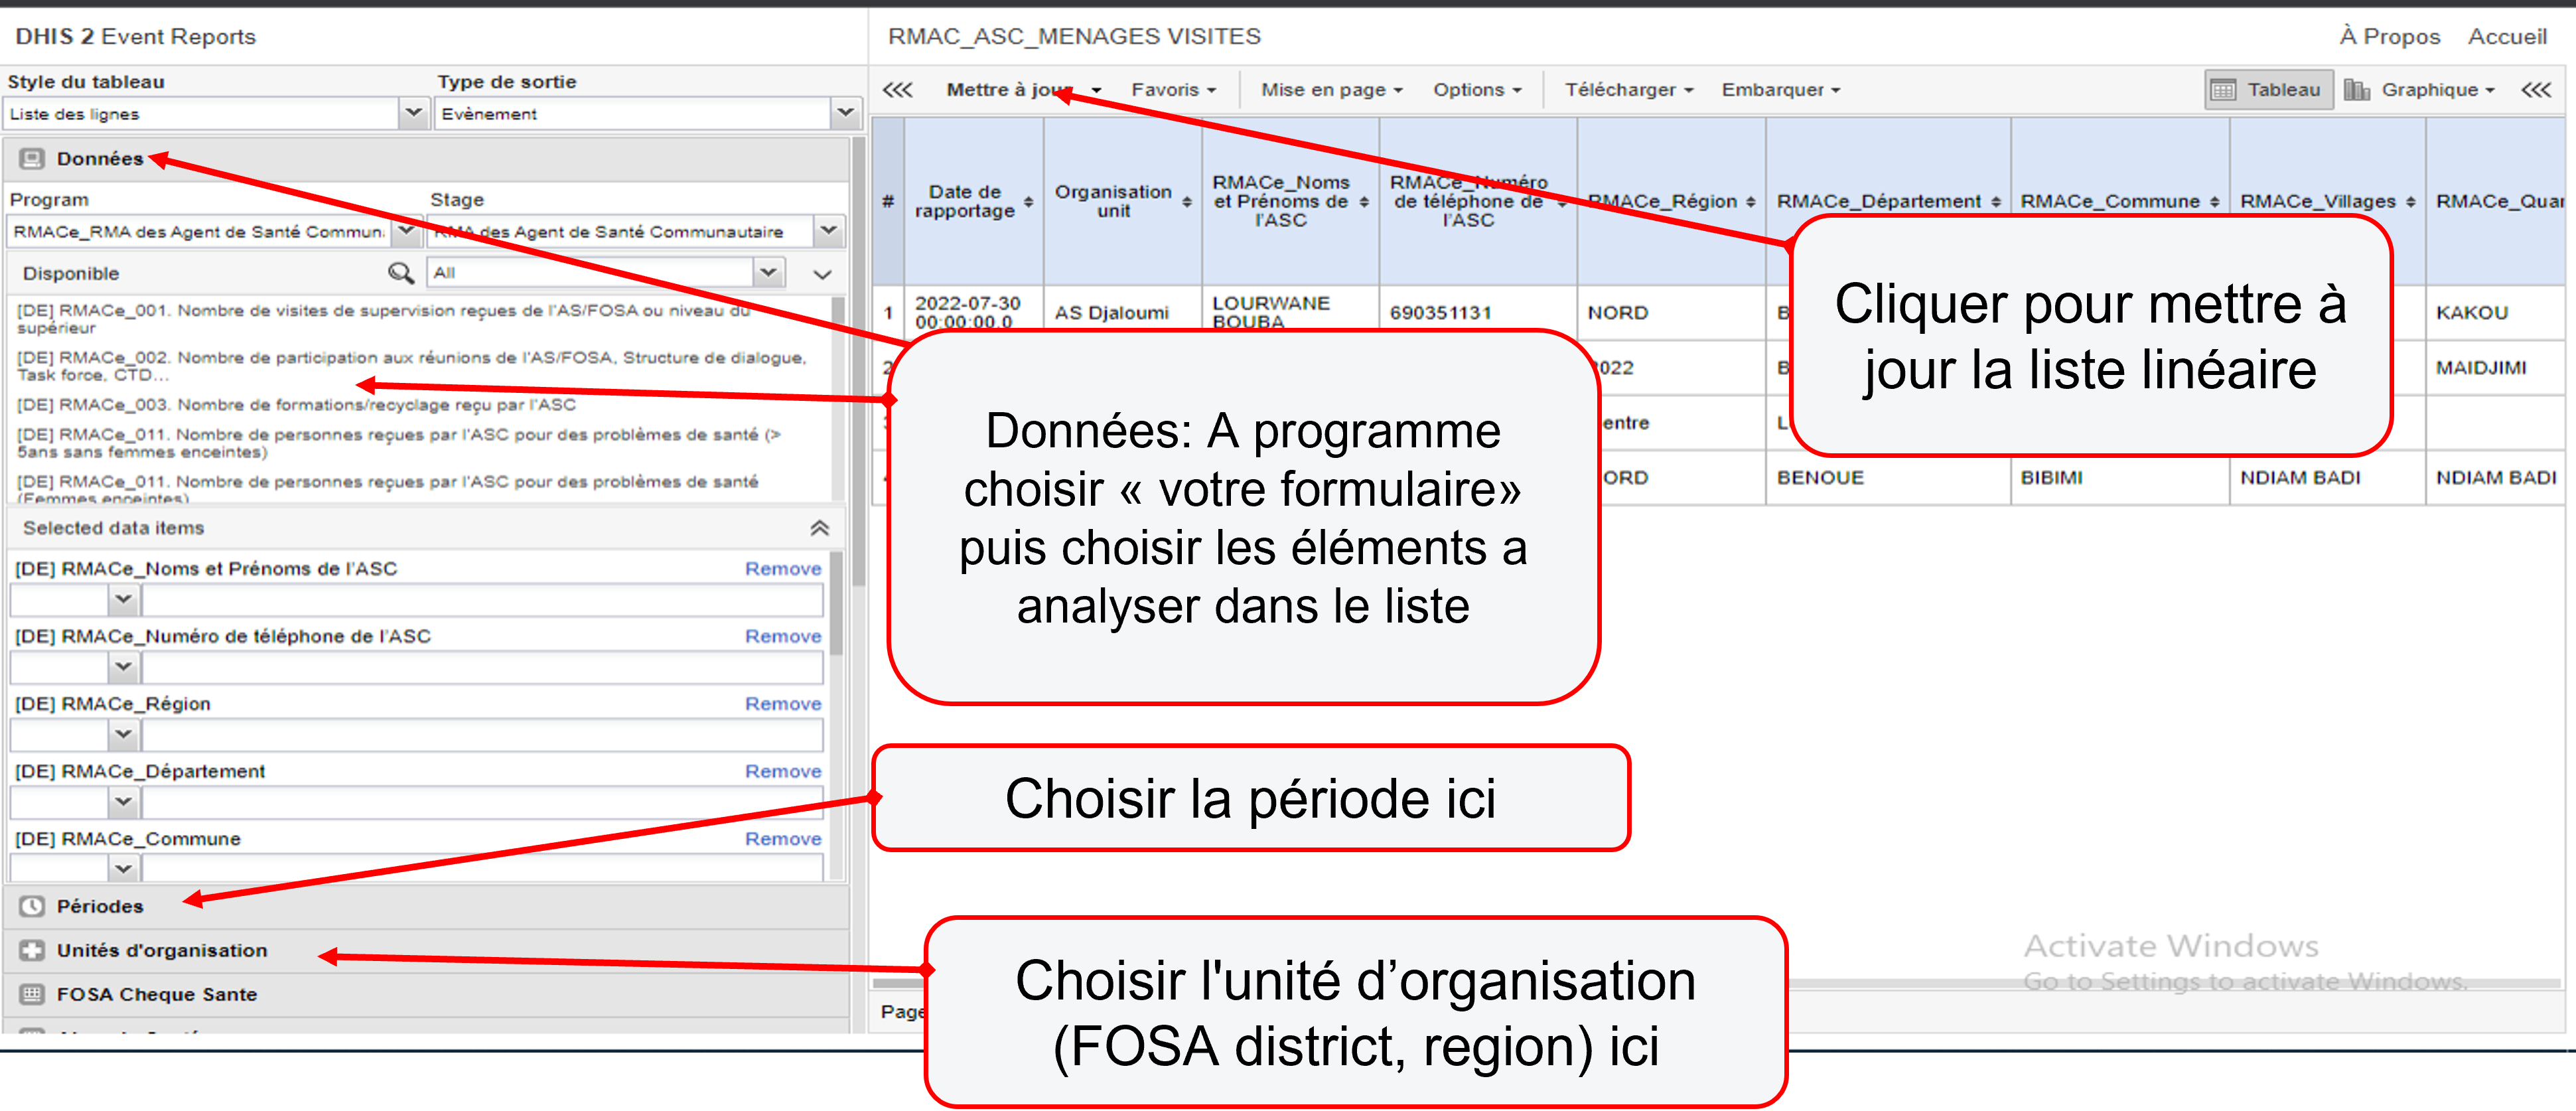 DHIS 2 Event Reports
RMAC_ASC_MENAGES VISITES
À Propos Accueil
Style du tableau
Type de sortie
Liste des lignes
Evènement
Mettre à jour
Favoris
Mise en page
Options
Télécharger
Embarquer
Tableau
Graphique
Données
Program
Stage
RMACe_RMA des Agent de Santé Commun
RMA des Agent de Santé Communautaire
Disponible
All
[DE] RMACe_001. Nombre de visites de supervision reçues de l'AS/FOSA ou niveau du
supérieur
[DE] RMACe_002. Nombre de participation aux réunions de l'AS/FOSA, Structure de dialogue,
Task force, CTD...
[DE] RMACe_003. Nombre de formations/recyclage reçu par l'ASC
[DE] RMACe_011. Nombre de personnes reçues par l'ASC pour des problèmes de santé (>
5ans sans femmes enceintes)
[DE] RMACe_011. Nombre de personnes reçues par l'ASC pour des problèmes de santé
(Femmes enceintes)
Selected data items
[DE] RMACe_Noms et Prénoms de l'ASC Remove
[DE] RMACe_Numéro de téléphone de l'ASC Remove
[DE] RMACe_Région Remove
[DE] RMACe_Département Remove
[DE] RMACe_Commune Remove
Périodes
Unités d'organisation
FOSA Cheque Sante
#
Date de
rapportage
Organisation
unit
RMACe_Noms
et Prénoms de
l'ASC
RMACe_Numéro
de téléphone de
l'ASC
RMACe_Région
RMACe_Département
RMACe_Commune
RMACe_Villages
RMACe_Quar
1
2022-07-30
00:00:00.0
AS Djaloumi
LOURWANE
BOUBA
690351131
NORD
B
KAKOU
2
2022
B
MAIDJIMI
entre
L
ORD
BENOUE
BIBIMI
NDIAM BADI
NDIAM BADI
Cliquer pour mettre à
jour la liste linéaire
Données: A programme
choisir « votre formulaire»
puis choisir les éléments a
analyser dans le liste
Choisir la période ici
Choisir l'unité d’organisation
(FOSA district, region) ici
Page
Activate Windows
Go to Settings to activate Windows.